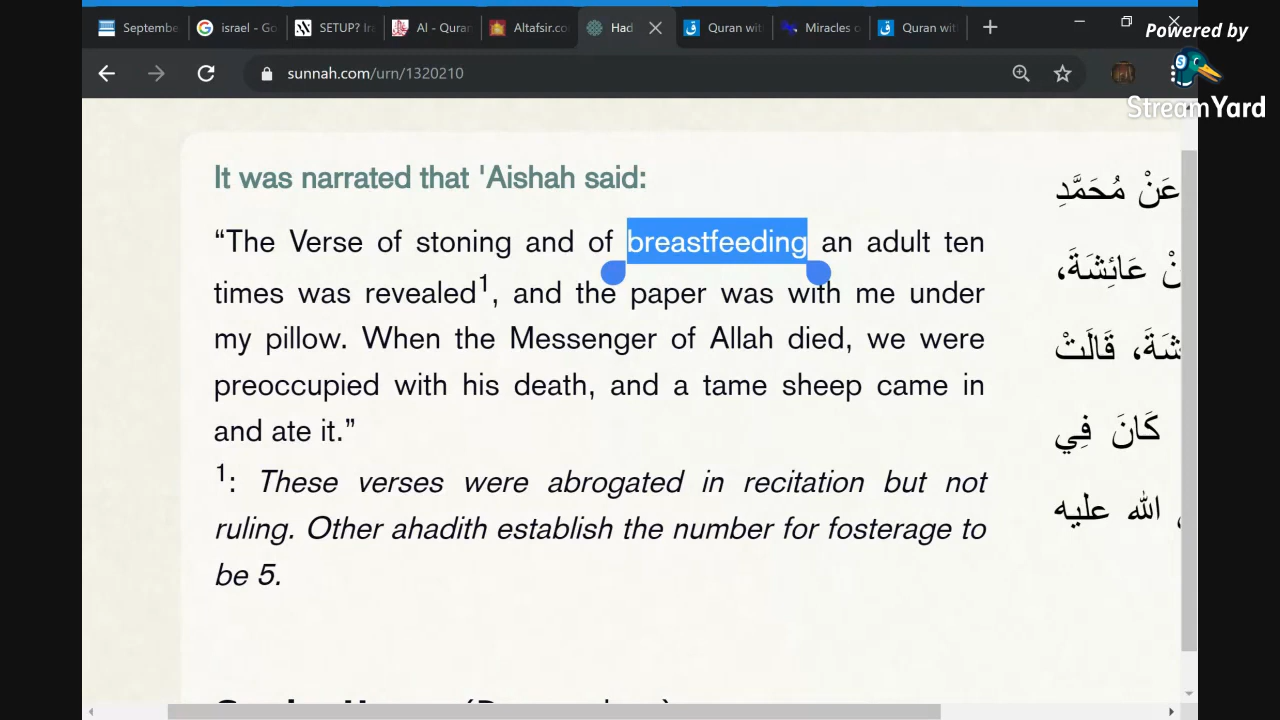 Septembe
israel - Go
SETUP? Ira
Al - Quran
Altafsir.co
Had
Quran wit
Miracles o
Quran wit
Powered by
sunnah.com/urn/1320210
StreamYard
It was narrated that 'Aishah said:
“The Verse of stoning and of breastfeeding an adult ten
times was revealed1, and the paper was with me under
my pillow. When the Messenger of Allah died, we were
preoccupied with his death, and a tame sheep came in
and ate it.”
1: These verses were abrogated in recitation but not
ruling. Other ahadith establish the number for fosterage to
be 5.
عَنْ مُحَمَّدِ
نْ عَائِشَةَ،
شَةَ، قَالَتْ
كَانَ فِي
الله عليه